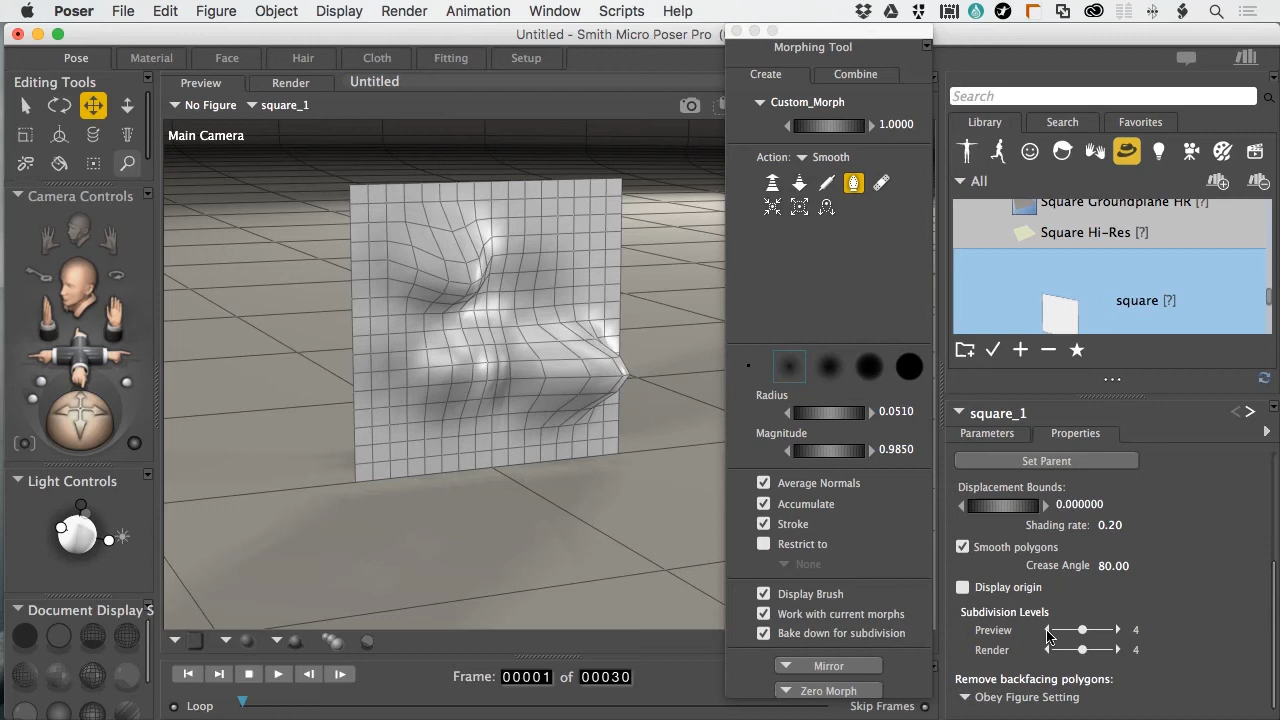 Poser File Edit Figure Object Display Render Animation Window Scripts Help
Untitled - Smith Micro Poser Pro (
Pose Material Face Hair Cloth Fitting Setup
Editing Tools
Preview Render Untitled
No Figure square_1
Main Camera
Camera Controls
Light Controls
Document Display S
Loop
Frame: 00001 of 00030
Skip Frames
Morphing Tool
Create Combine
Custom_Morph
1.0000
Action: Smooth
Radius
0.0510
Magnitude
0.9850
Average Normals
Accumulate
Stroke
Restrict to
None
Display Brush
Work with current morphs
Bake down for subdivision
Mirror
Zero Morph
Search
Library Search Favorites
All
Square Groundplane HR [?]
Square Hi-Res [?]
square [?]
square_1
Parameters Properties
Set Parent
Displacement Bounds:
0.000000
Shading rate: 0.20
Smooth polygons
Crease Angle 80.00
Display origin
Subdivision Levels
Preview 4
Render 4
Remove backfacing polygons:
Obey Figure Setting